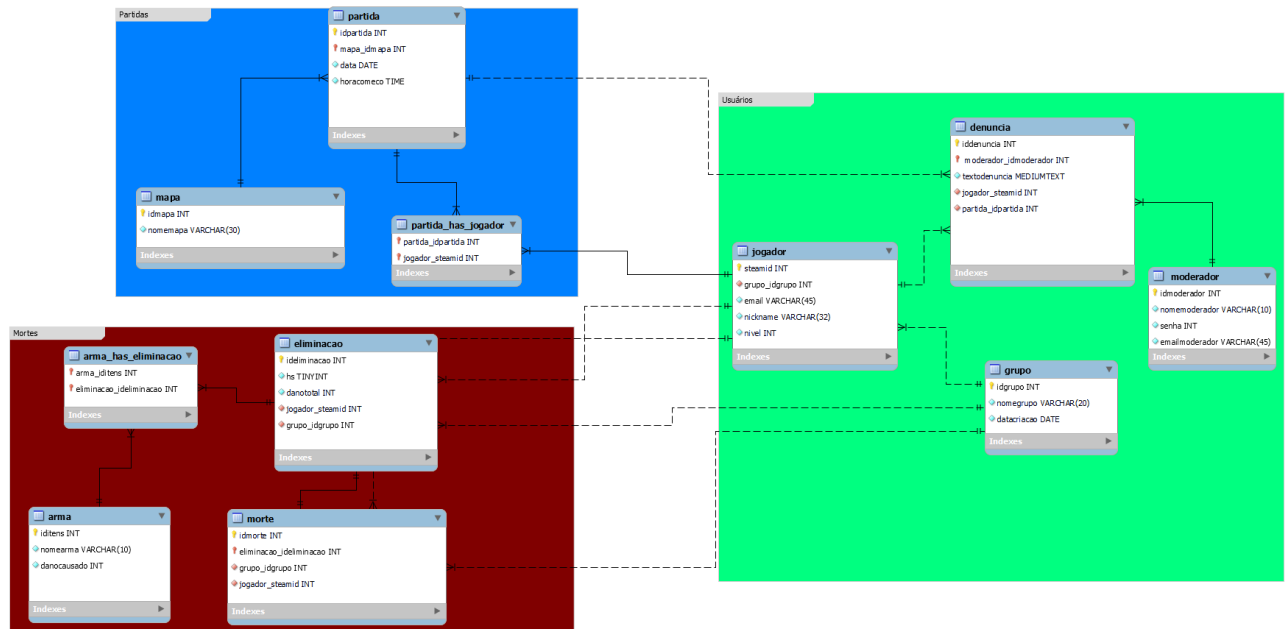 Partidas
partida
idpartida INT
mapa_idmapa INT
data DATE
horacomeco TIME
Indexes
mapa
idmapa INT
nomemapa VARCHAR(30)
Indexes
partida_has_jogador
partida_idpartida INT
jogador_steamid INT
Indexes
Usuários
denuncia
iddenuncia INT
moderador_idmoderador INT
textodenuncia MEDIUMTEXT
jogador_steamid INT
partida_idpartida INT
Indexes
jogador
steamid INT
grupo_idgrupo INT
email VARCHAR(45)
nickname VARCHAR(32)
nivel INT
Indexes
moderador
idmoderador INT
nomemoderador VARCHAR(10)
senha INT
emailmoderador VARCHAR(45)
Indexes
grupo
idgrupo INT
nomegrupo VARCHAR(20)
datacriacao DATE
Indexes
Mortes
arma_has_eliminacao
arma_iditens INT
eliminacao_ideliminacao INT
Indexes
eliminacao
ideliminacao INT
hs TINYINT
danototal INT
jogador_steamid INT
grupo_idgrupo INT
Indexes
arma
iditens INT
nomearma VARCHAR(10)
danocausado INT
Indexes
morte
idmorte INT
eliminação_ideliminacao INT
grupo_idgrupo INT
jogador_steamid INT
Indexes